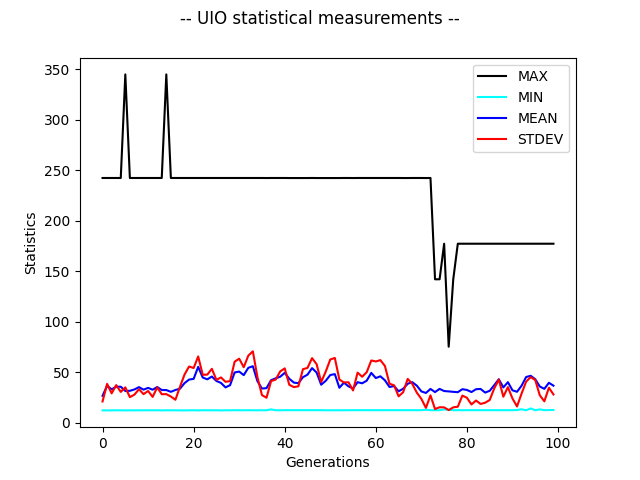 -- UIO statistical measurements --
350
300
250
200
150
100
50
0
Statistics
MAX
MIN
MEAN
STDEV
0 20 40 60 80 100
Generations